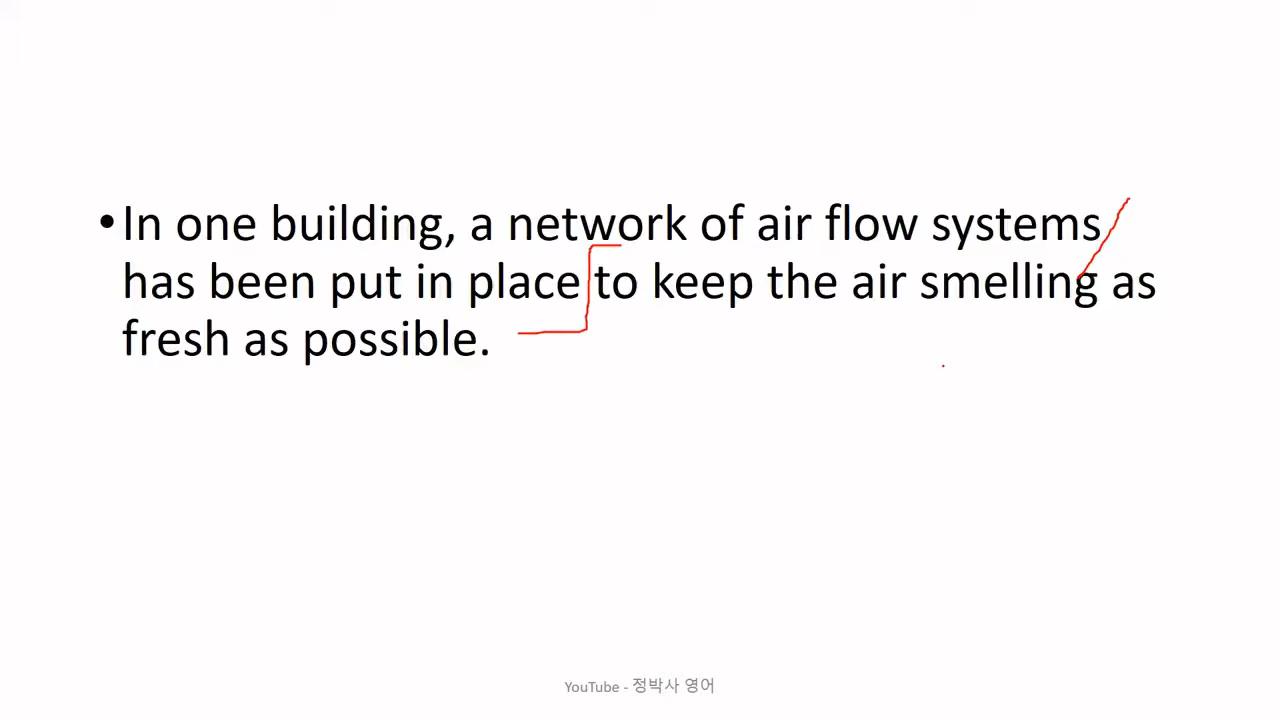 •In one building, a network of air flow systems
has been put in place to keep the air smelling as
fresh as possible.
YouTube - 정박사 영어